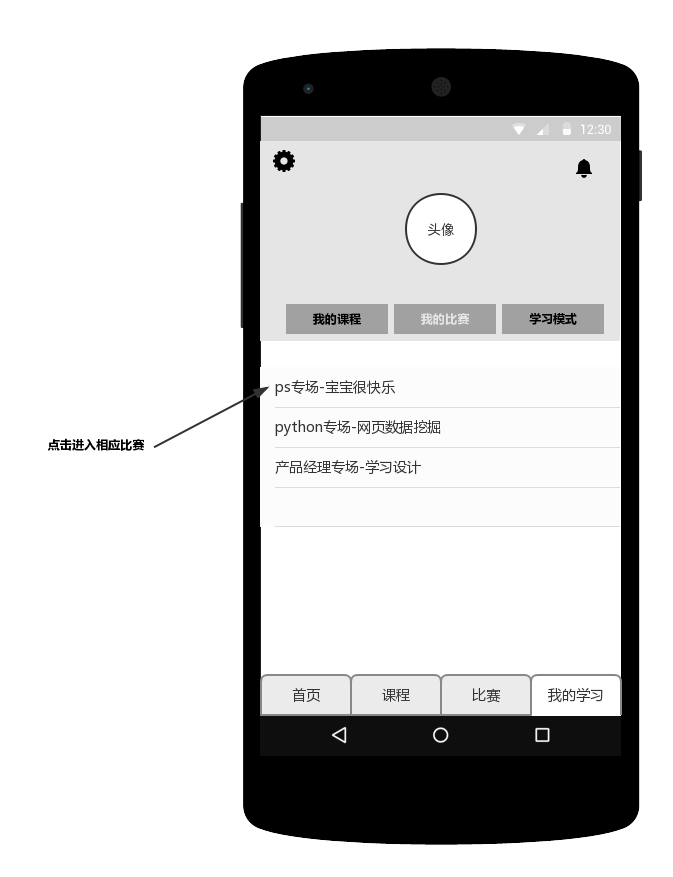 12:30
头像
我的课程 我的比赛 学习模式
ps专场-宝宝很快乐
python专场-网页数据挖掘
点击进入相应比赛
产品经理专场-学习设计
首页 课程 比赛 我的学习